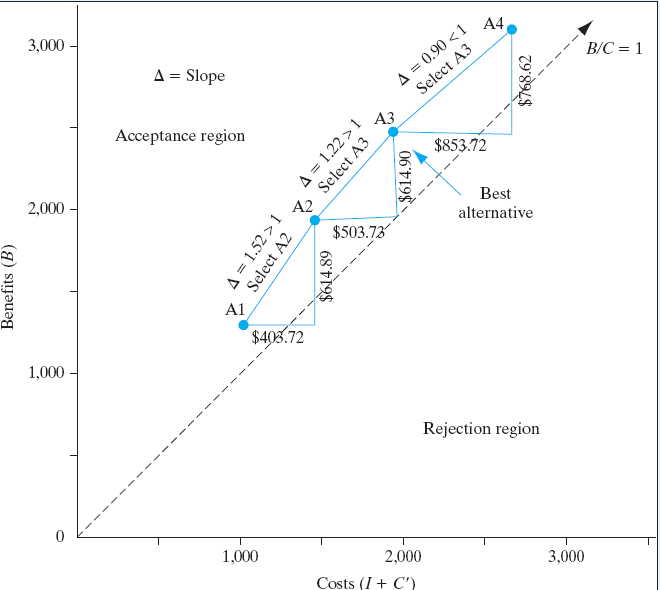 A4
3,000
B/C = 1
Δ = Slope
Δ = 0.90 < 1
Select A3
$768.62
Acceptance region
A3
$853.72
Δ = 1.22 > 1
Select A3
$614.90
Best
alternative
2,000
A2
$503.73
Δ = 1.52 > 1
Select A2
$614.89
A1
$403.72
Benefits (B)
1,000
Rejection region
0
1,000
2,000
3,000
Costs (I + C′)